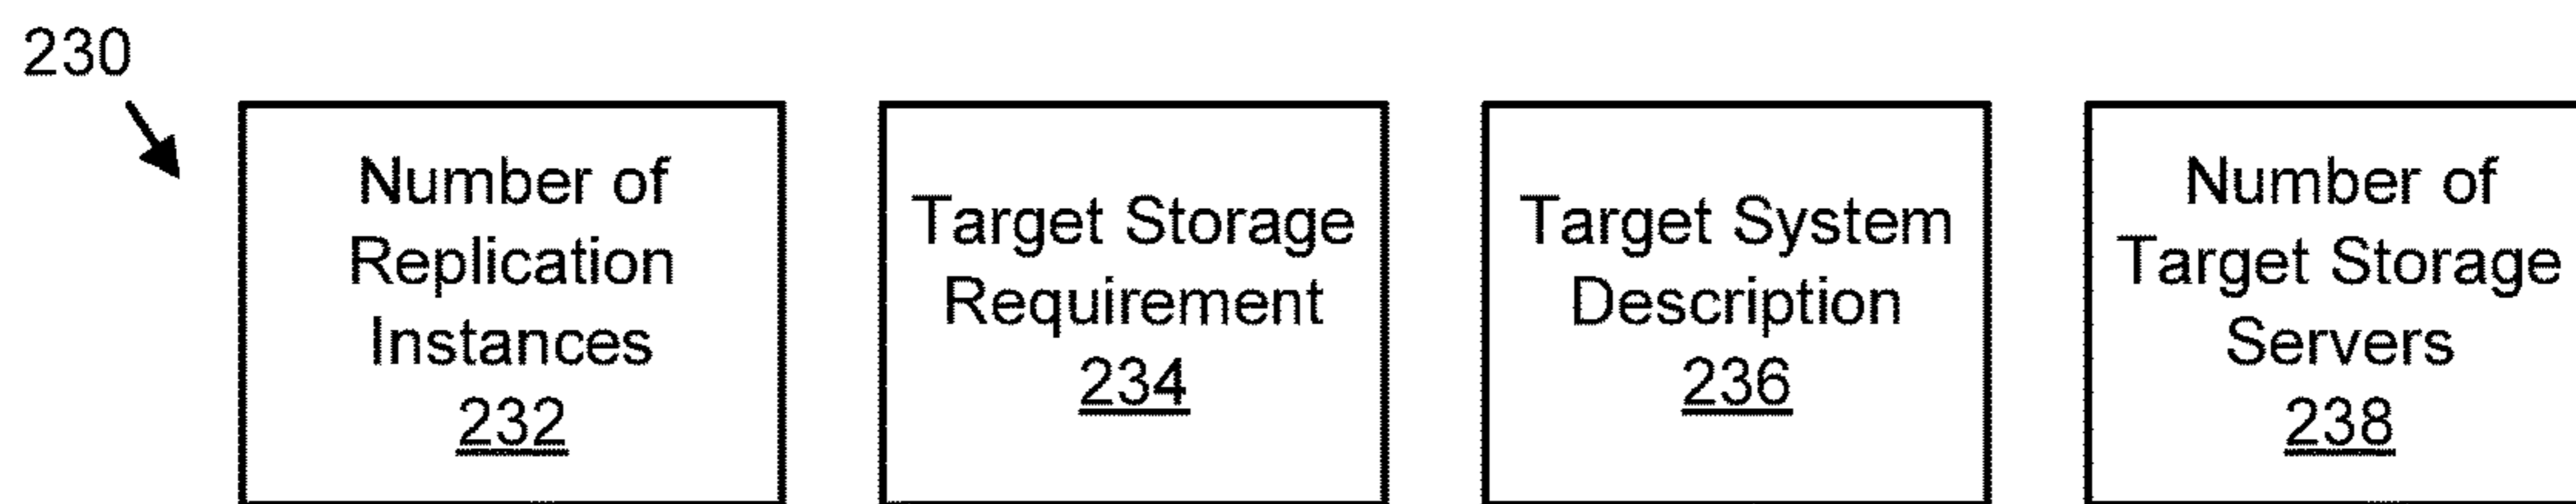 230
Number of
Replication
Instances
232
Target Storage
Requirement
234
Target System
Description
236
Number of
Target Storage
Servers
238